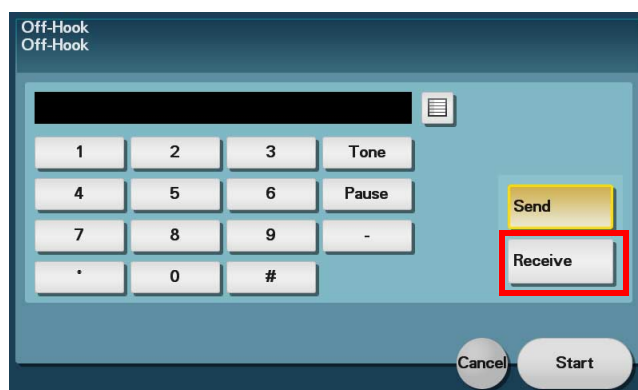 Off-Hook
Off-Hook
1 2 3 Tone
4 5 6 Pause
Send
7 8 9 -
Receive
* 0 #
Cancel Start